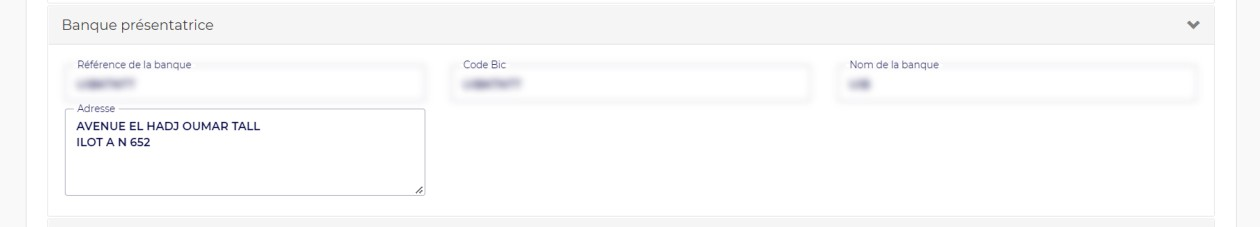 Banque présentatrice
Référence de la banque
Code Bic
Nom de la banque
Adresse
AVENUE EL HADJ OUMAR TALL
ILOT A N 652